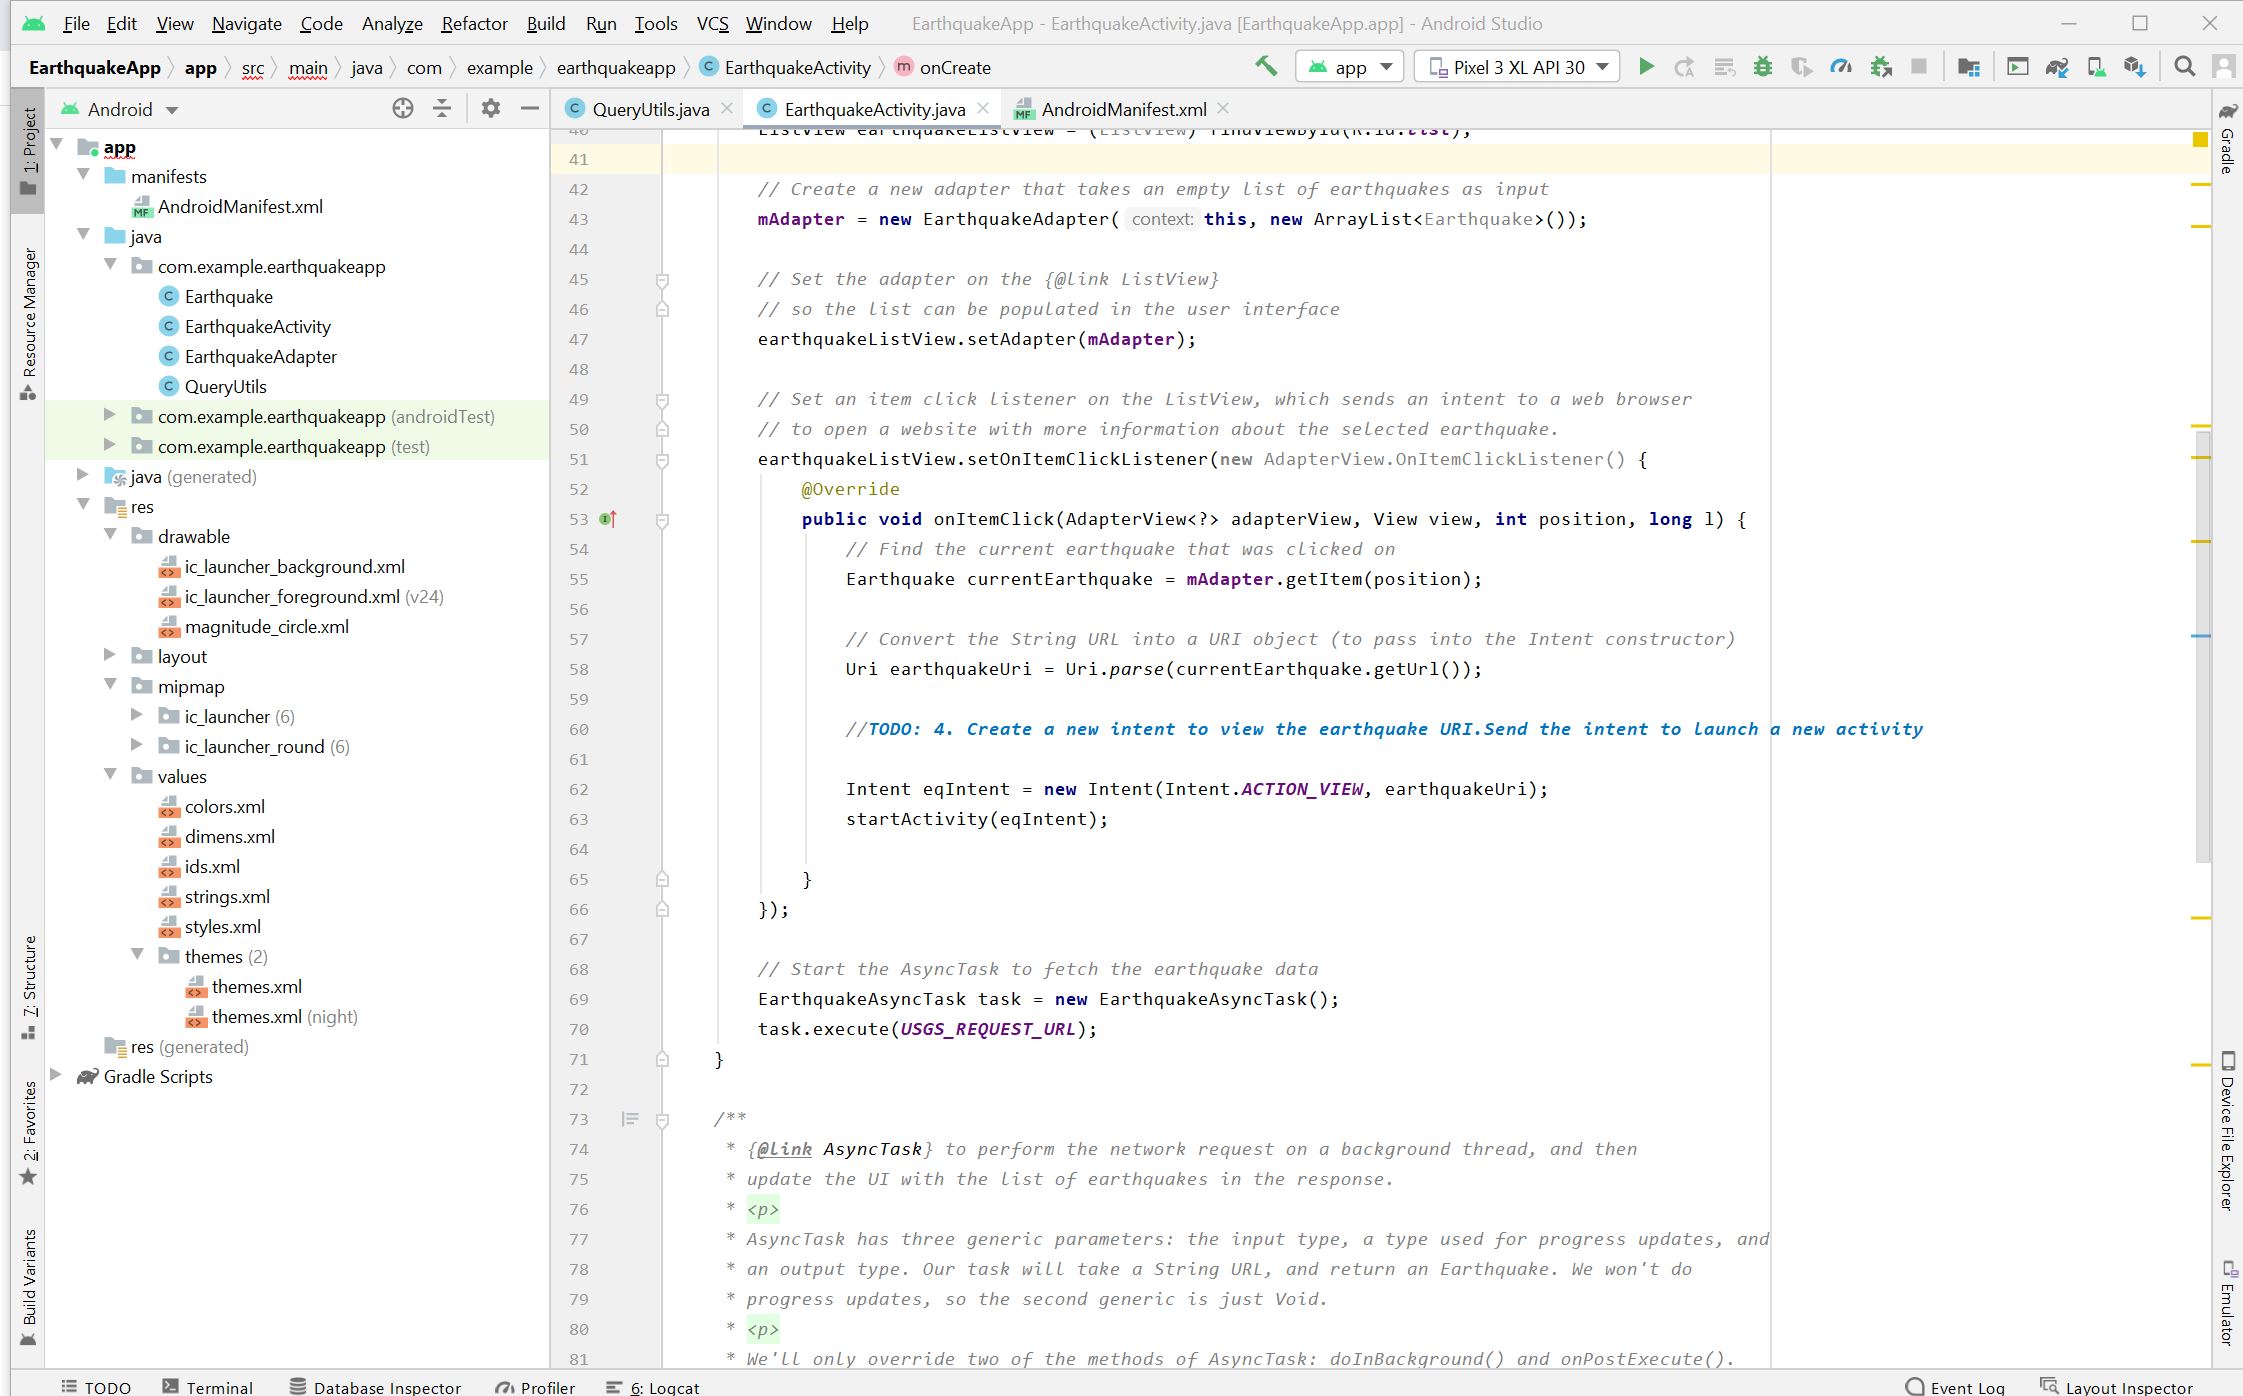 File Edit View Navigate Code Analyze Refactor Build Run Tools VCS Window Help EarthquakeApp - EarthquakeActivity.java [EarthquakeApp.app] - Android Studio
EarthquakeApp app src main java com example earthquakeapp C EarthquakeActivity m onCreate app Pixel 3 XL API 30
Android
QueryUtils.java EarthquakeActivity.java AndroidManifest.xml
1: Project
Resource Manager
7: Structure
2: Favorites
Build Variants
app
manifests
AndroidManifest.xml
java
com.example.earthquakeapp
Earthquake
EarthquakeActivity
EarthquakeAdapter
QueryUtils
com.example.earthquakeapp (androidTest)
com.example.earthquakeapp (test)
java (generated)
res
drawable
ic_launcher_background.xml
ic_launcher_foreground.xml (v24)
magnitude_circle.xml
layout
mipmap
ic_launcher (6)
ic_launcher_round (6)
values
colors.xml
dimens.xml
ids.xml
strings.xml
styles.xml
themes (2)
themes.xml
themes.xml (night)
res (generated)
Gradle Scripts
40 ListView earthquakeListView = (ListView) findViewById(R.id.list);
41
42 // Create a new adapter that takes an empty list of earthquakes as input
43 mAdapter = new EarthquakeAdapter( context: this, new ArrayList<Earthquake>());
44
45 // Set the adapter on the {@link ListView}
46 // so the list can be populated in the user interface
47 earthquakeListView.setAdapter(mAdapter);
48
49 // Set an item click listener on the ListView, which sends an intent to a web browser
50 // to open a website with more information about the selected earthquake.
51 earthquakeListView.setOnItemClickListener(new AdapterView.OnItemClickListener() {
52 @Override
53 public void onItemClick(AdapterView<?> adapterView, View view, int position, long l) {
54 // Find the current earthquake that was clicked on
55 Earthquake currentEarthquake = mAdapter.getItem(position);
56
57 // Convert the String URL into a URI object (to pass into the Intent constructor)
58 Uri earthquakeUri = Uri.parse(currentEarthquake.getUrl());
59
60 //TODO: 4. Create a new intent to view the earthquake URI.Send the intent to launch a new activity
61
62 Intent eqIntent = new Intent(Intent.ACTION_VIEW, earthquakeUri);
63 startActivity(eqIntent);
64
65 }
66 });
67
68 // Start the AsyncTask to fetch the earthquake data
69 EarthquakeAsyncTask task = new EarthquakeAsyncTask();
70 task.execute(USGS_REQUEST_URL);
71 }
72
73 /**
74 * {@link AsyncTask} to perform the network request on a background thread, and then
75 * update the UI with the list of earthquakes in the response.
76 * <p>
77 * AsyncTask has three generic parameters: the input type, a type used for progress updates, and
78 * an output type. Our task will take a String URL, and return an Earthquake. We won't do
79 * progress updates, so the second generic is just Void.
80 * <p>
81 * We'll only override two of the methods of AsyncTask: doInBackground() and onPostExecute().
Gradle
Device File Explorer
Emulator
TODO Terminal Database Inspector Profiler 6: Logcat Event Log Layout Inspector